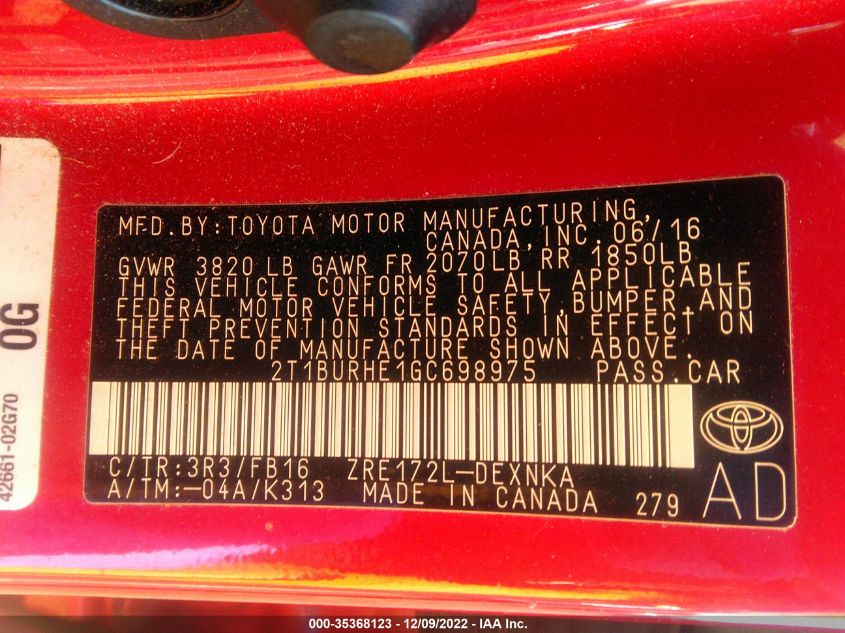 MFD.BY:TOYOTA MOTOR MANUFACTURING,
CANADA, INC. 06/16
GVWR 3820 LB GAWR FR 2070LB RR 1850LB
THIS VEHICLE CONFORMS TO ALL APPLICABLE
FEDERAL MOTOR VEHICLE SAFETY,BUMPER,AND
THEFT PREVENTION STANDARDS IN EFFECT ON
THE DATE OF MANUFACTURE SHOWN ABOVE.
2T1BURHE1GC698975 PASS.CAR
C/TR:3R3/FB16 ZRE172L-DEXNKA
A/TM:-04A/K313 MADE IN CANADA 279
AD
0G
42661-02G70
000-35368123 - 12/09/2022 - IAA Inc.